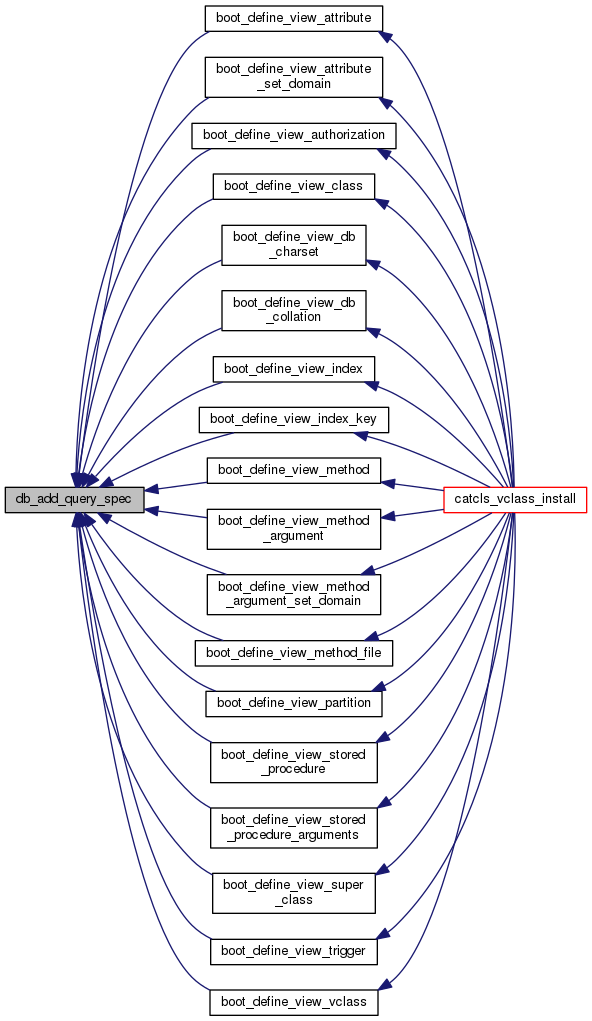 boot_define_view_attribute
boot_define_view_attribute
_set_domain
boot_define_view_authorization
boot_define_view_class
boot_define_view_db
_charset
boot_define_view_db
_collation
boot_define_view_index
boot_define_view_index_key
boot_define_view_method
db_add_query_spec
catcls_vclass_install
boot_define_view_method
_argument
boot_define_view_method
_argument_set_domain
boot_define_view_method_file
boot_define_view_partition
boot_define_view_stored
_procedure
boot_define_view_stored
_procedure_arguments
boot_define_view_super
_class
boot_define_view_trigger
boot_define_view_vclass